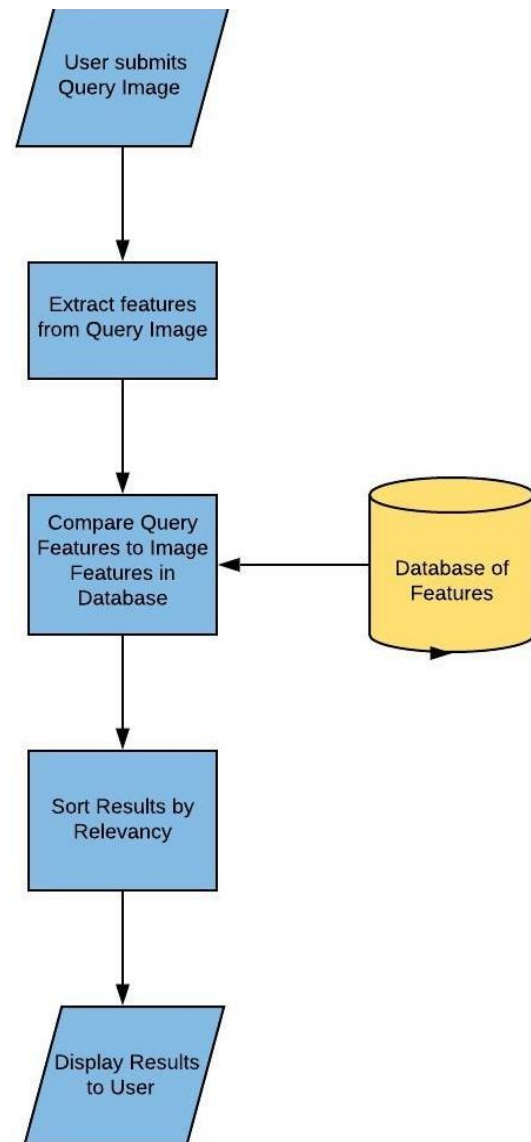 User submits
Query Image
Extract features
from Query Image
Compare Query
Features to Image
Features in
Database
Database of
Features
Sort Results by
Relevancy
Display Results
to User